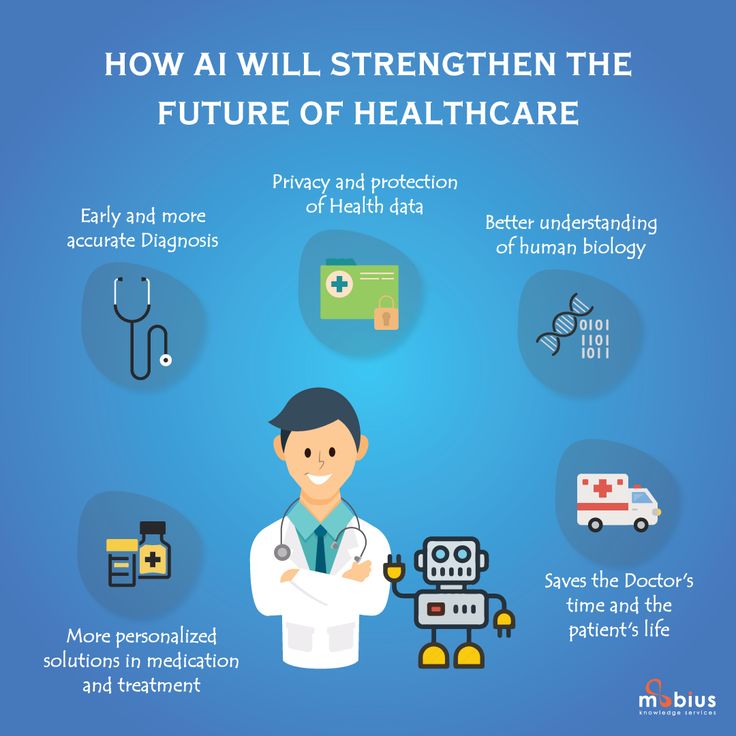 HOW AI WILL STRENGTHEN THE
FUTURE OF HEALTHCARE
Privacy and protection
of Health data
Early and more
accurate Diagnosis
Better understanding
of human biology
0101
1101
1011
Saves the Doctor's
time and the
patient's life
More personalized
solutions in medication
and treatment
mobius
knowledge services